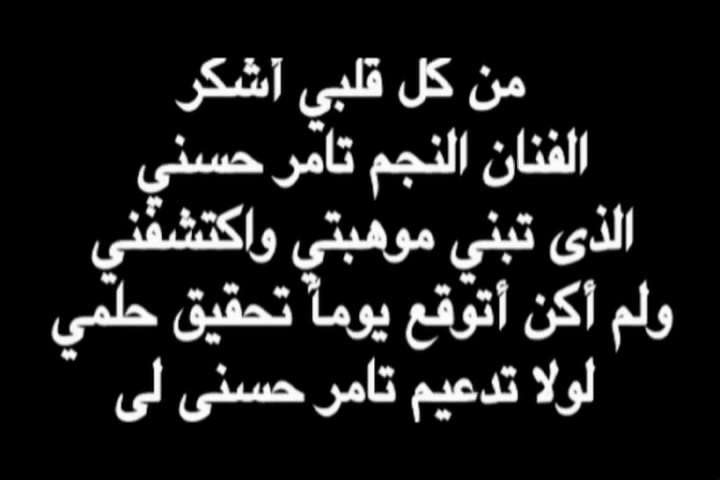 من كل قلبي أشكر
الفنان النجم تامر حسني
الذى تبني موهبتي واكتشفني
ولم أكن أتوقع يوماً تحقيق حلمي
لولا تدعيم تامر حسنى لى